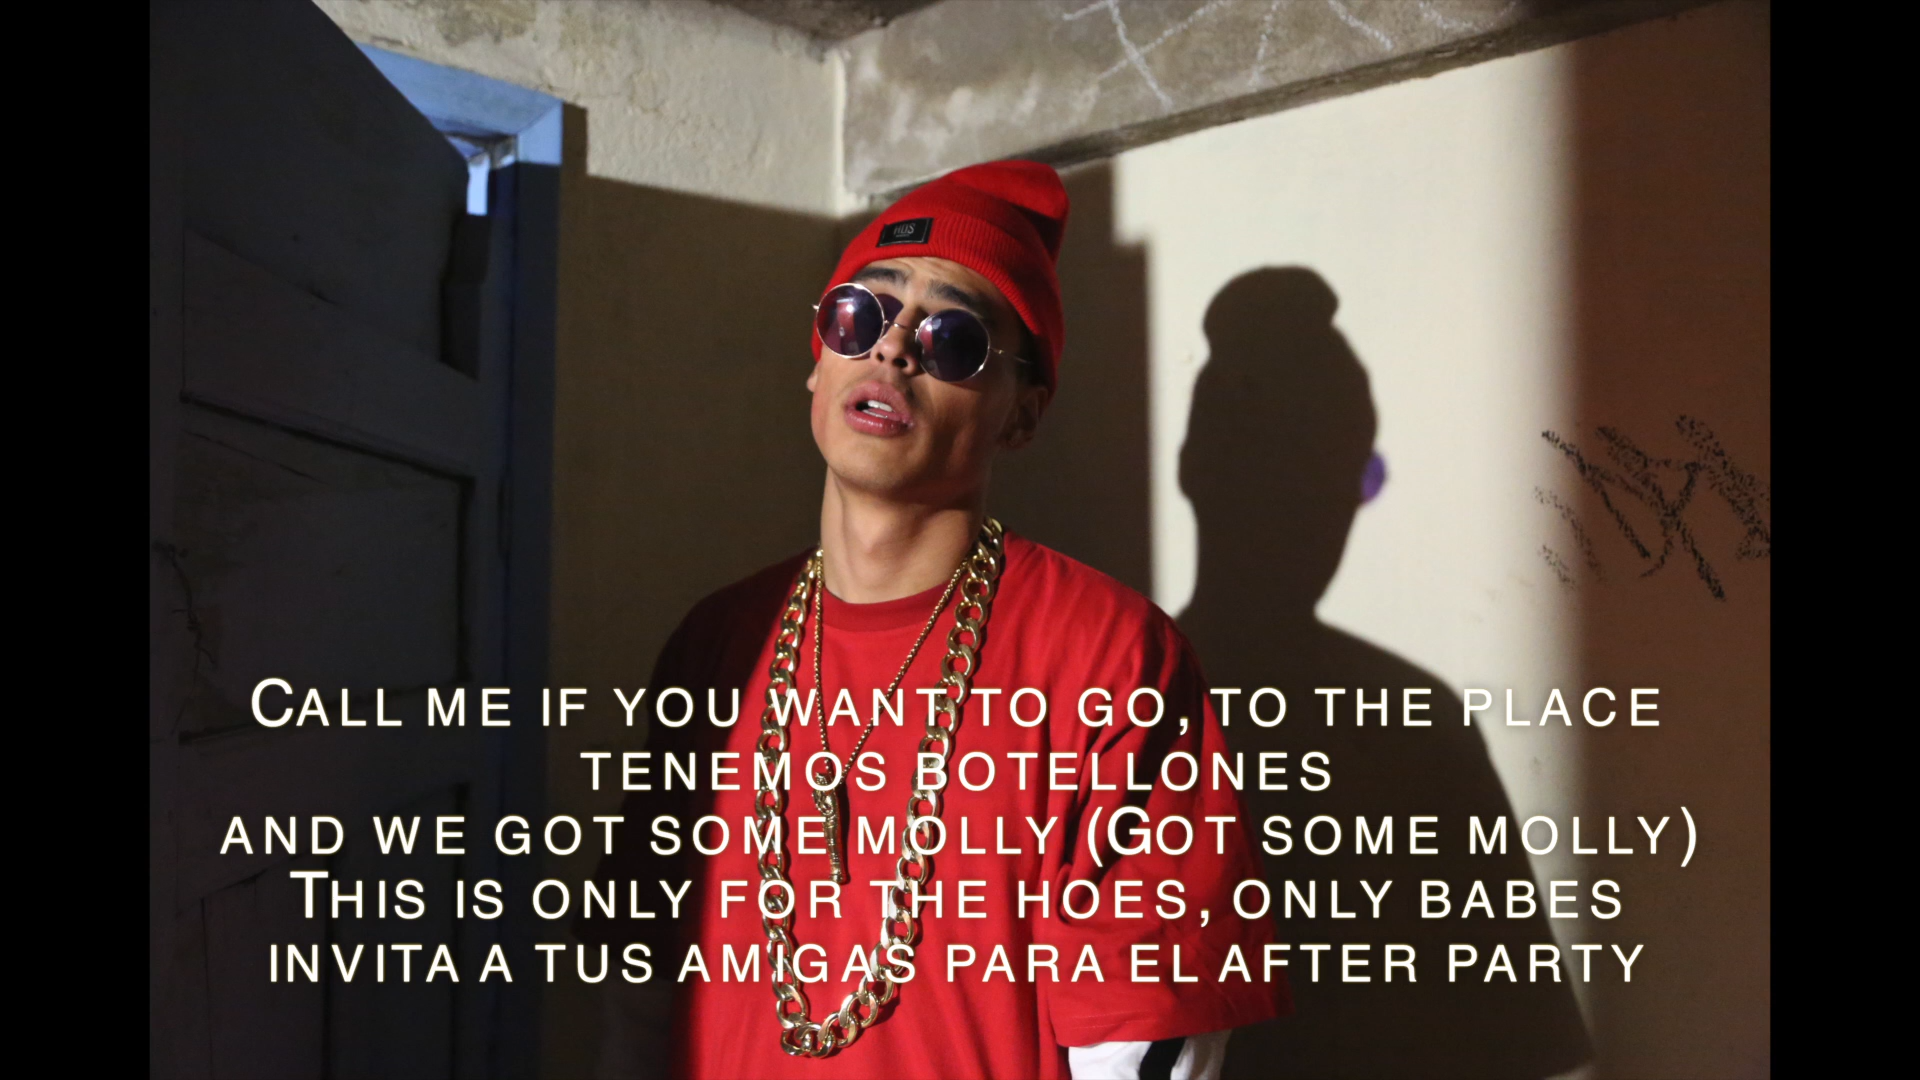 HDS
CALL ME IF YOU WANT TO GO, TO THE PLACE
TENEMOS BOTELLONES
AND WE GOT SOME MOLLY (GOT SOME MOLLY)
THIS IS ONLY FOR THE HOES, ONLY BABES
INVITA A TUS AMIGAS PARA EL AFTER PARTY